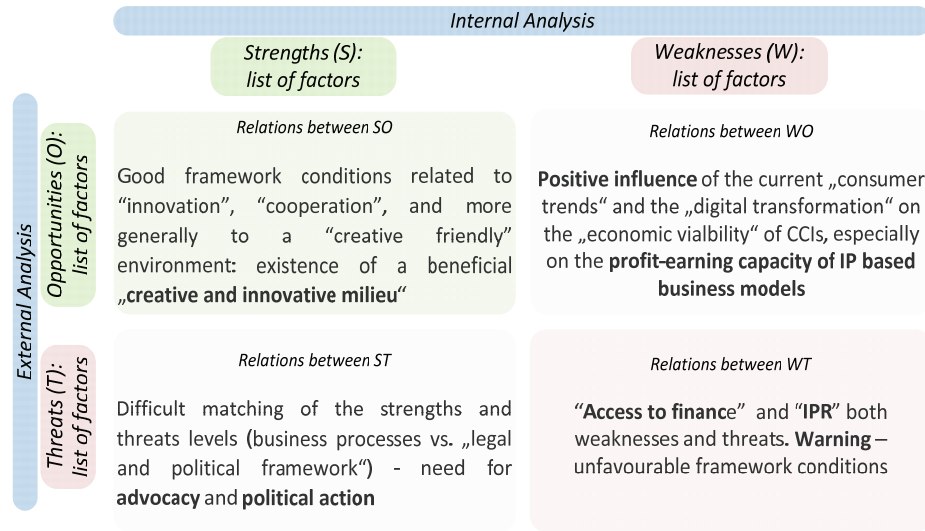 Internal Analysis
Strengths (S):
list of factors
Weaknesses (W):
list of factors
External Analysis
Opportunities (O):
list of factors
Relations between SO
Good framework conditions related to
“innovation”, “cooperation”, and more
generally to a “creative friendly”
environment: existence of a beneficial
„creative and innovative milieu“
Relations between WO
Positive influence of the current „consumer
trends“ and the „digital transformation“ on
the „economic vialbility“ of CCIs, especially
on the profit-earning capacity of IP based
business models
Threats (T):
list of factors
Relations between ST
Difficult matching of the strengths and
threats levels (business processes vs. „legal
and political framework“) - need for
advocacy and political action
Relations between WT
“Access to finance” and “IPR” both
weaknesses and threats. Warning –
unfavourable framework conditions